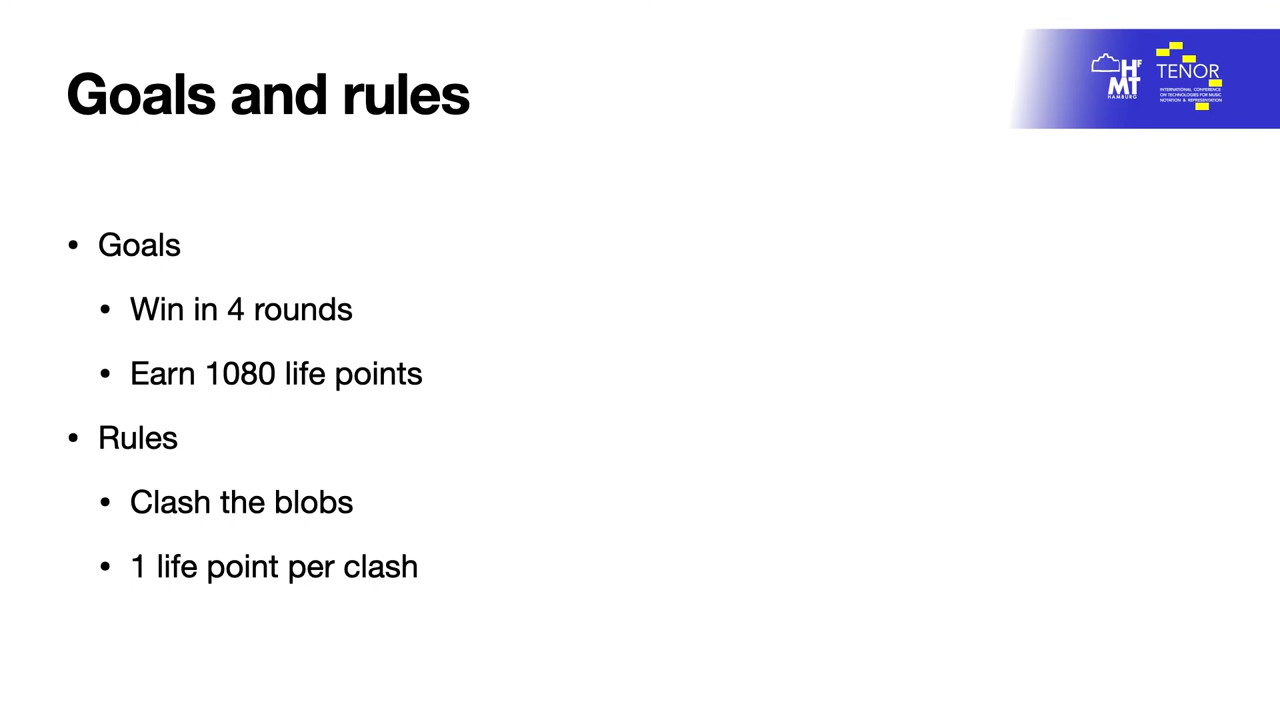 Goals and rules
HfMT
HAMBURG
TENOR
INTERNATIONAL CONFERENCE
ON TECHNOLOGIES FOR MUSIC
NOTATION & REPRESENTATION
• Goals
• Win in 4 rounds
• Earn 1080 life points
• Rules
• Clash the blobs
• 1 life point per clash